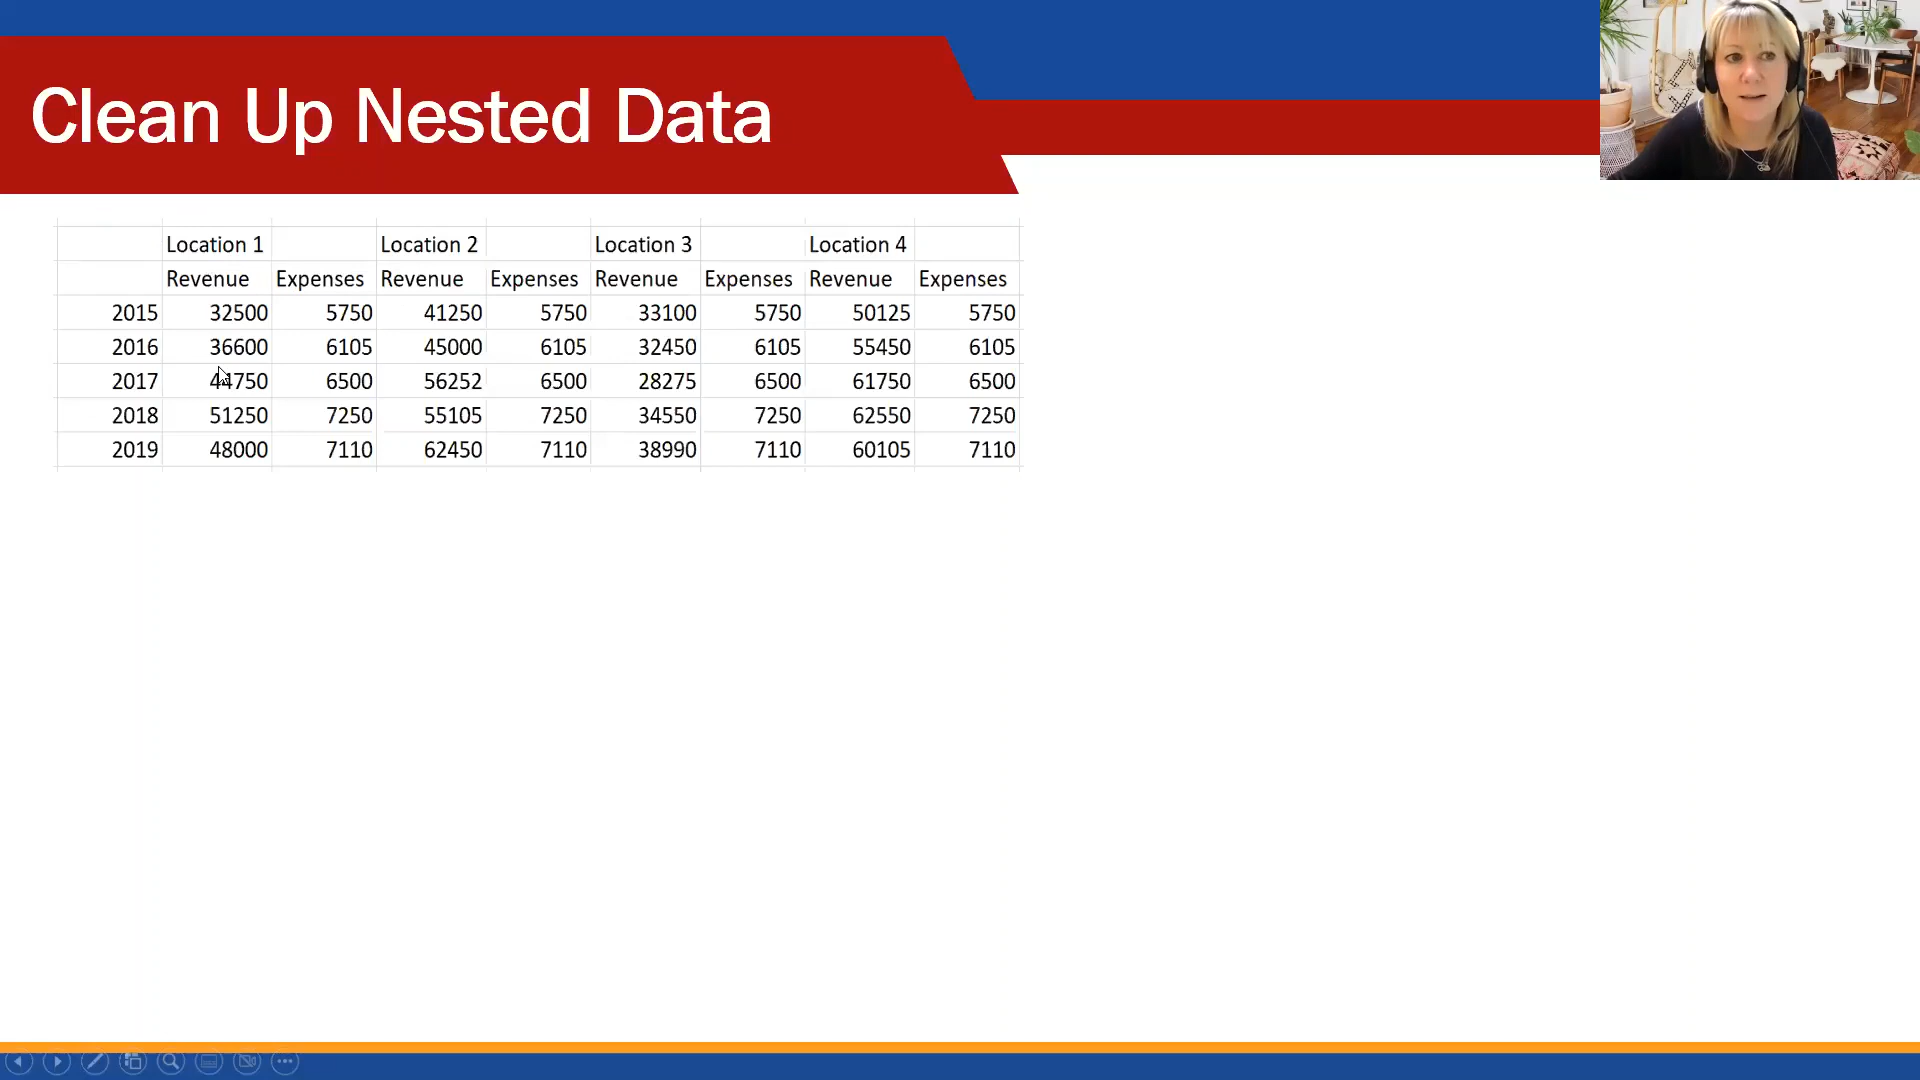 Clean Up Nested Data
Location 1 Location 2 Location 3 Location 4
Revenue Expenses Revenue Expenses Revenue Expenses Revenue Expenses
2015 32500 5750 41250 5750 33100 5750 50125 5750
2016 36600 6105 45000 6105 32450 6105 55450 6105
2017 44750 6500 56252 6500 28275 6500 61750 6500
2018 51250 7250 55105 7250 34550 7250 62550 7250
2019 48000 7110 62450 7110 38990 7110 60105 7110